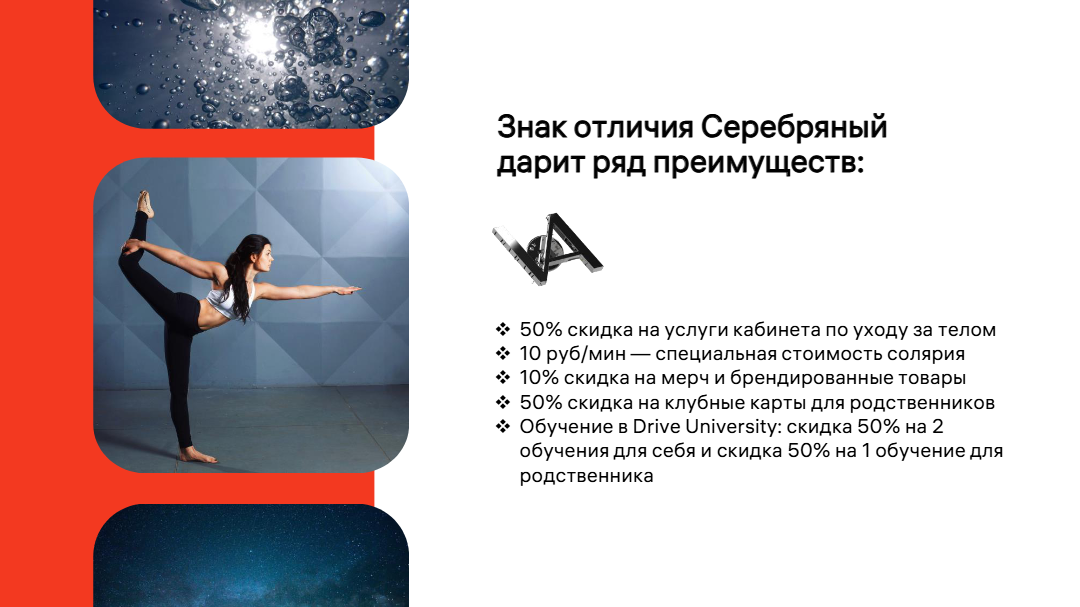 Знак отличия Серебряный
дарит ряд преимуществ:
❖ 50% скидка на услуги кабинета по уходу за телом
❖ 10 руб/мин — специальная стоимость солярия
❖ 10% скидка на мерч и брендированные товары
❖ 50% скидка на клубные карты для родственников
❖ Обучение в Drive University: скидка 50% на 2
обучения для себя и скидка 50% на 1 обучение для
родственника